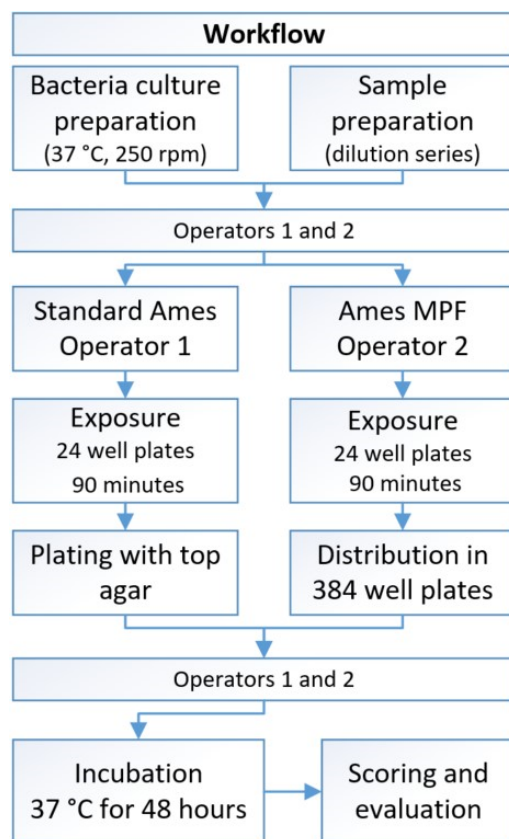 Workflow
Bacteria culture
preparation
(37 °C, 250 rpm)
Sample
preparation
(dilution series)
Operators 1 and 2
Standard Ames
Operator 1
Ames MPF
Operator 2
Exposure
24 well plates
90 minutes
Exposure
24 well plates
90 minutes
Plating with top
agar
Distribution in
384 well plates
Operators 1 and 2
Incubation
37 °C for 48 hours
Scoring and
evaluation